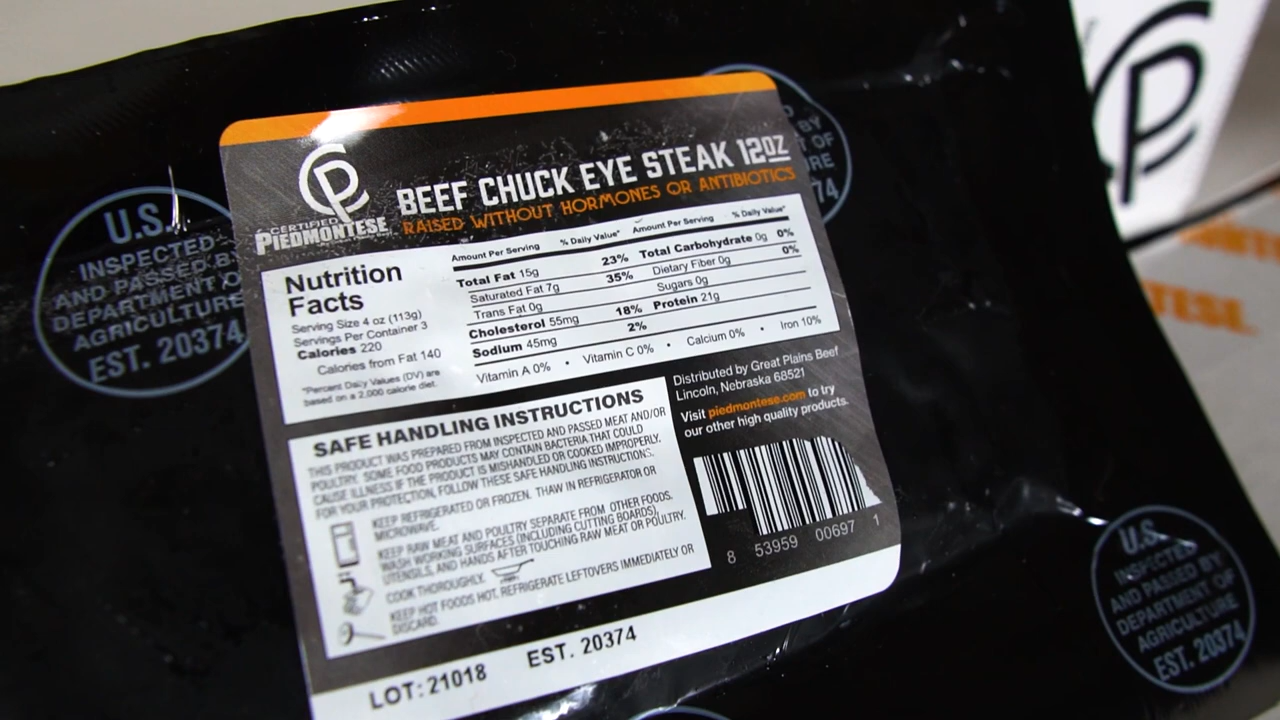 CP
CERTIFIED
PIEDMONTESE
BEEF CHUCK EYE STEAK 12OZ
RAISED WITHOUT HORMONES OR ANTIBIOTICS
Nutrition
Facts
Serving Size 4 oz (113g)
Servings Per Container 3
Calories 220
Calories from Fat 140
*Percent Daily Values (DV) are
based on a 2,000 calorie diet.
Amount Per Serving % Daily Value* Amount Per Serving % Daily Value*
Total Fat 15g 23% Total Carbohydrate 0g 0%
Saturated Fat 7g 35% Dietary Fiber 0g 0%
Trans Fat 0g Sugars 0g
Cholesterol 55mg 18% Protein 21g
Sodium 45mg 2%
Vitamin A 0% • Vitamin C 0% • Calcium 0% • Iron 10%
SAFE HANDLING INSTRUCTIONS
THIS PRODUCT WAS PREPARED FROM INSPECTED AND PASSED MEAT AND/OR
POULTRY. SOME FOOD PRODUCTS MAY CONTAIN BACTERIA THAT COULD
CAUSE ILLNESS IF THE PRODUCT IS MISHANDLED OR COOKED IMPROPERLY.
FOR YOUR PROTECTION, FOLLOW THESE SAFE HANDLING INSTRUCTIONS.
KEEP REFRIGERATED OR FROZEN. THAW IN REFRIGERATOR OR
MICROWAVE.
KEEP RAW MEAT AND POULTRY SEPARATE FROM OTHER FOODS.
WASH WORKING SURFACES (INCLUDING CUTTING BOARDS),
UTENSILS, AND HANDS AFTER TOUCHING RAW MEAT OR POULTRY.
COOK THOROUGHLY.
KEEP HOT FOODS HOT. REFRIGERATE LEFTOVERS IMMEDIATELY OR
DISCARD.
Distributed by Great Plains Beef
Lincoln, Nebraska 68521
Visit piedmontese.com to try
our other high quality products.
8 53959 00697 1
LOT: 21018 EST. 20374
U.S.
INSPECTED
AND PASSED BY
DEPARTMENT O
AGRICULTURE
EST. 20374
BY
T OF
RE
74
U.S.
INSPECTED
AND PASSED BY
DEPARTMENT OF
AGRICULTURE
EST. 20374
CP